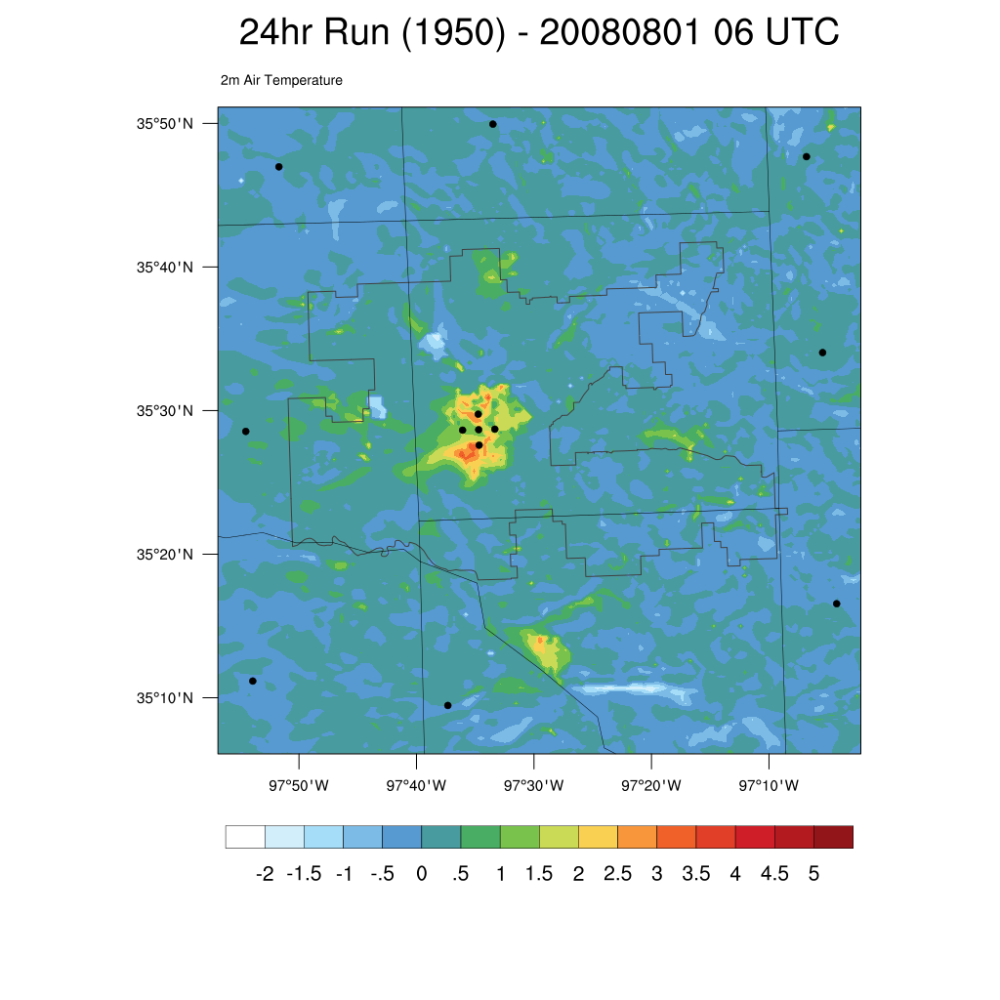 24hr Run (1950) - 20080801 06 UTC
2m Air Temperature
35°50'N
35°40'N
35°30'N
35°20'N
35°10'N
97°50'W 97°40'W 97°30'W 97°20'W 97°10'W
-2 -1.5 -1 -.5 0 .5 1 1.5 2 2.5 3 3.5 4 4.5 5